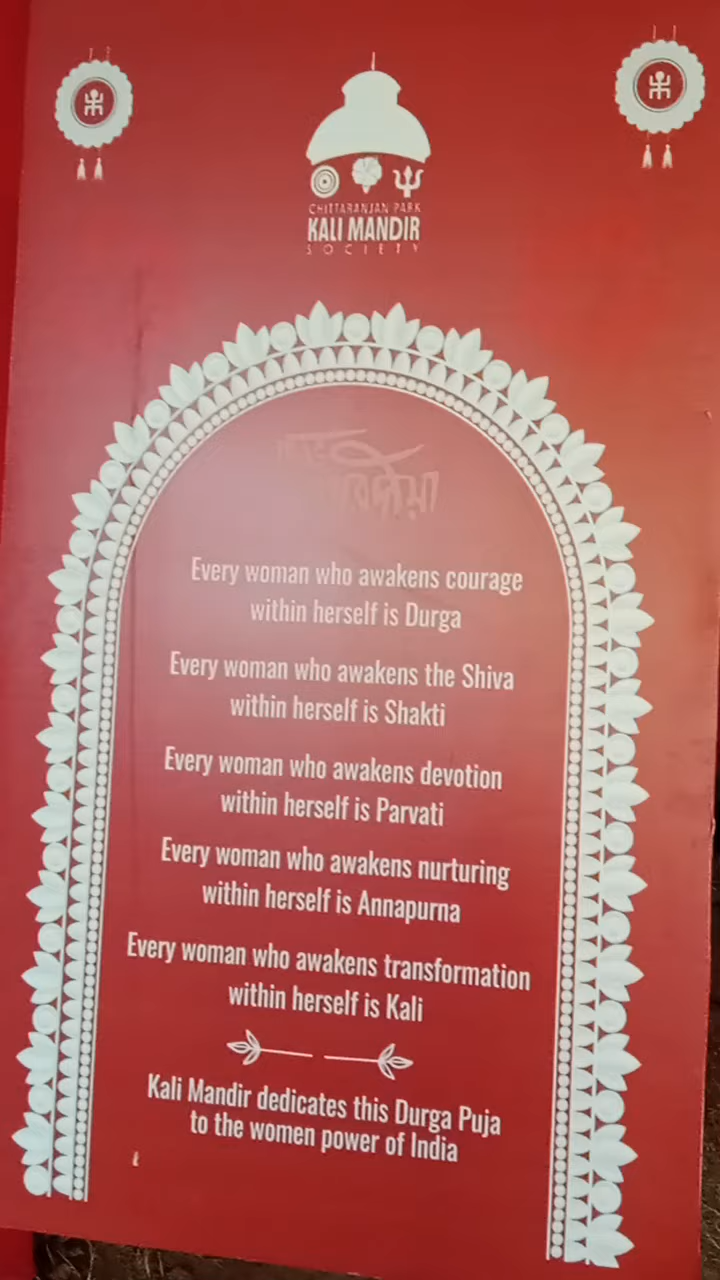 CHITTARANJAN PARK
KALI MANDIR
SOCIETY
Every woman who awakens courage
within herself is Durga
Every woman who awakens the Shiva
within herself is Shakti
Every woman who awakens devotion
within herself is Parvati
Every woman who awakens nurturing
within herself is Annapurna
Every woman who awakens transformation
within herself is Kali
Kali Mandir dedicates this Durga Puja
to the women power of India